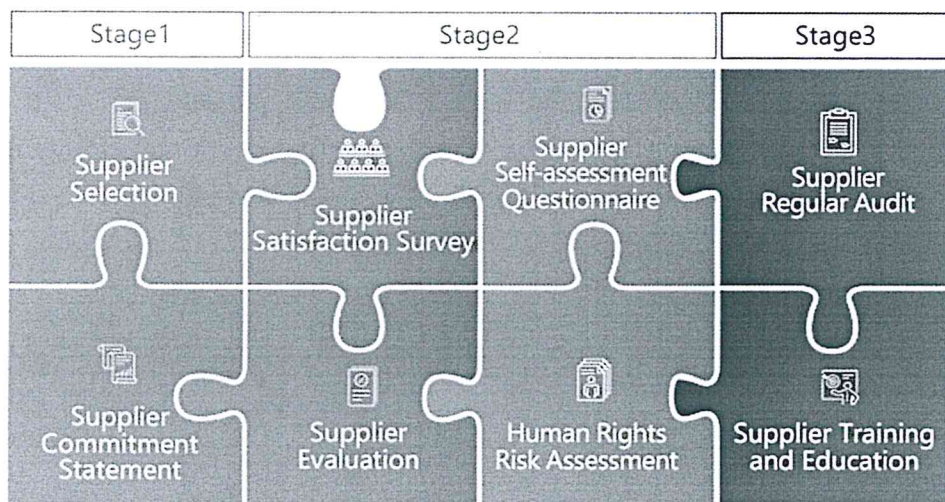 Stage1
Stage2
Stage3
Supplier
Selection
Supplier
Satisfaction Survey
Supplier
Self-assessment
Questionnaire
Supplier
Regular Audit
Supplier
Commitment
Statement
Supplier
Evaluation
Human Rights
Risk Assessment
Supplier Training
and Education